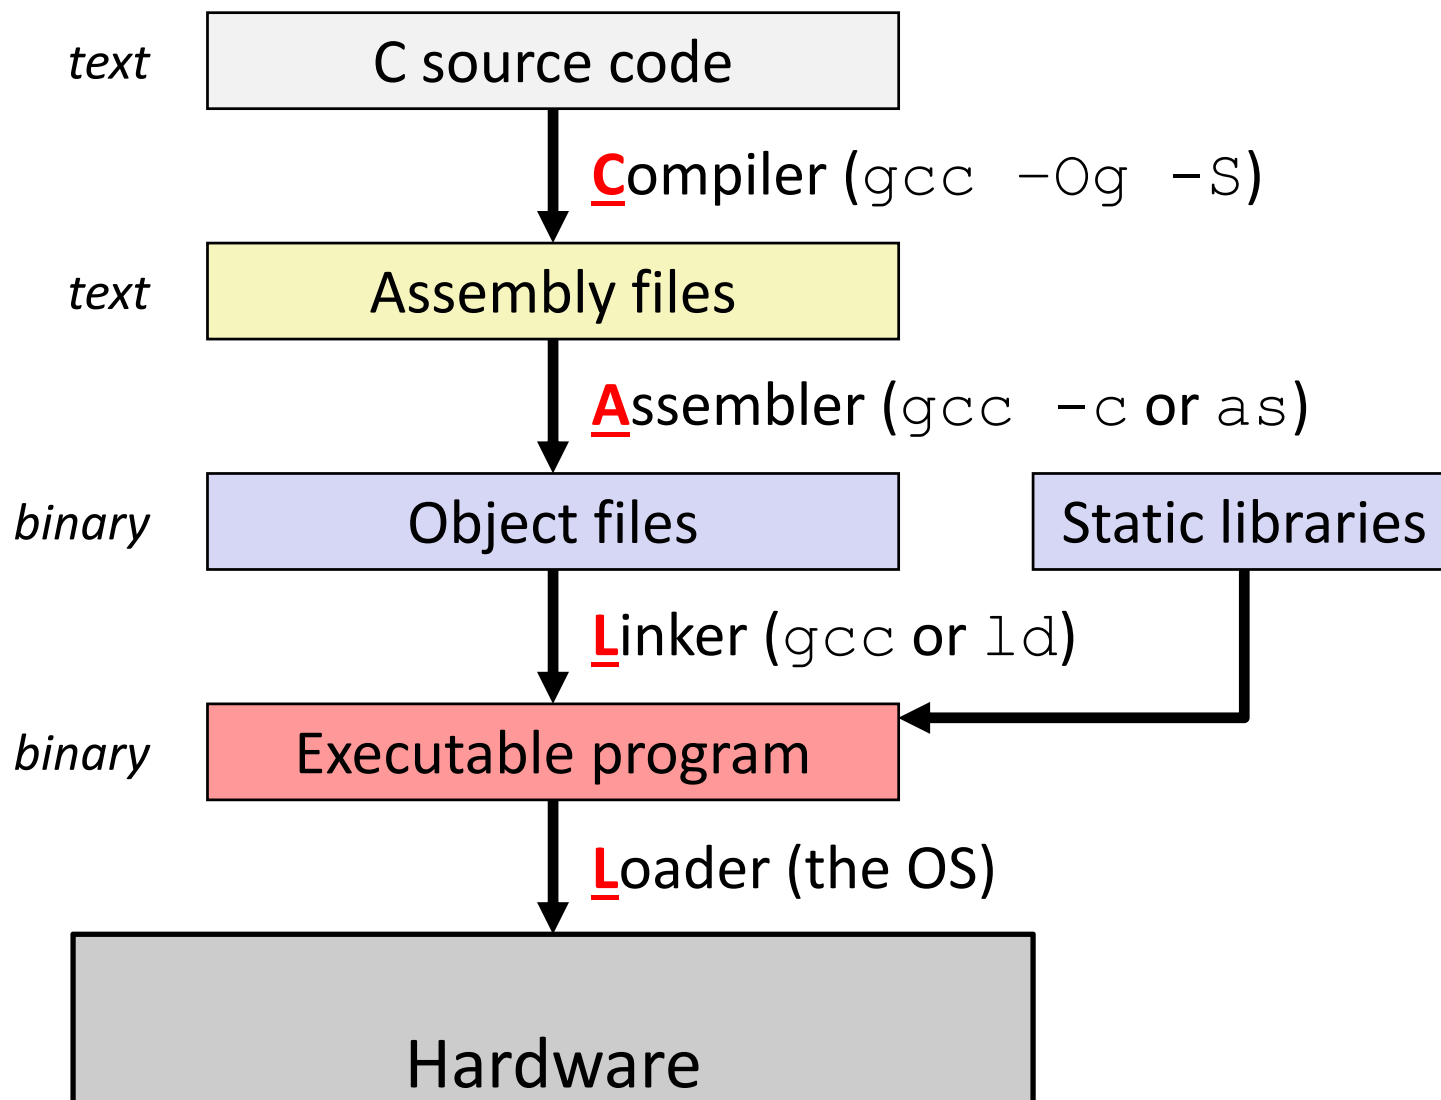 text
C source code
Compiler (gcc -Og -S)
text
Assembly files
Assembler (gcc -c or as)
binary
Object files
Static libraries
Linker (gcc or ld)
binary
Executable program
Loader (the OS)
Hardware